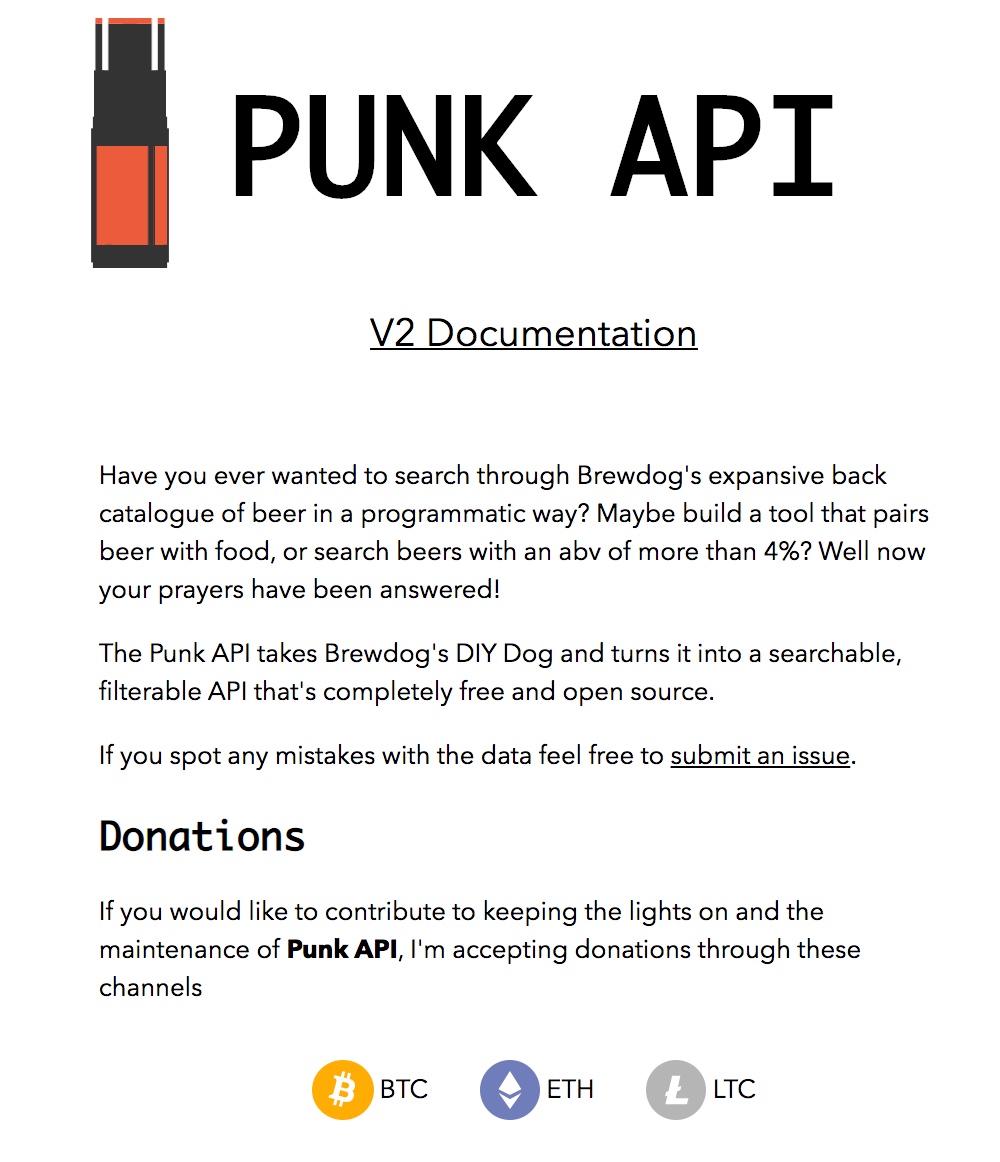 PUNK API
V2 Documentation
Have you ever wanted to search through Brewdog's expansive back
catalogue of beer in a programmatic way? Maybe build a tool that pairs
beer with food, or search beers with an abv of more than 4%? Well now
your prayers have been answered!
The Punk API takes Brewdog's DIY Dog and turns it into a searchable,
filterable API that's completely free and open source.
If you spot any mistakes with the data feel free to submit an issue.
Donations
If you would like to contribute to keeping the lights on and the
maintenance of Punk API, I'm accepting donations through these
channels
BTC ETH LTC